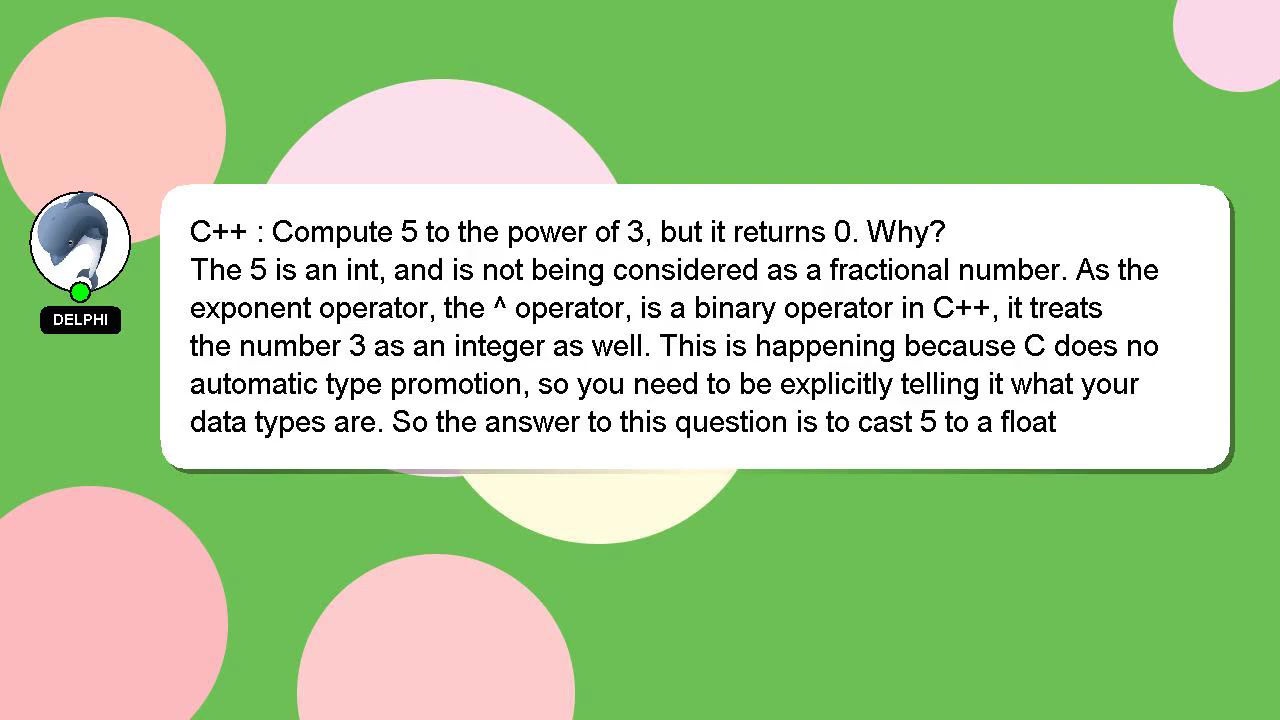 C++ : Compute 5 to the power of 3, but it returns 0. Why?
The 5 is an int, and is not being considered as a fractional number. As the
exponent operator, the ^ operator, is a binary operator in C++, it treats
the number 3 as an integer as well. This is happening because C does no
automatic type promotion, so you need to be explicitly telling it what your
data types are. So the answer to this question is to cast 5 to a float
DELPHI